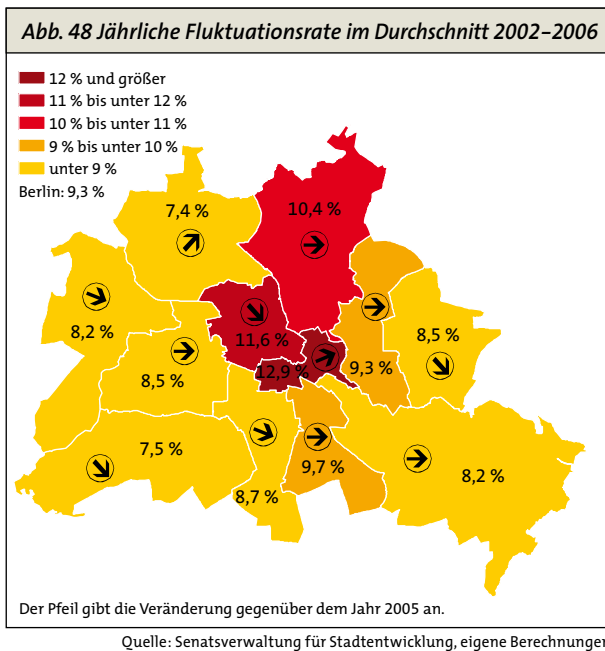 Abb. 48 Jährliche Fluktuationsrate im Durchschnitt 2002–2006
12 % und größer
11 % bis unter 12 %
10 % bis unter 11 %
9 % bis unter 10 %
unter 9 %
Berlin: 9,3 %
7,4 %
10,4 %
8,2 %
11,6 %
8,5 %
9,3 %
8,5 %
12,9 %
7,5 %
9,7 %
8,2 %
8,7 %
Der Pfeil gibt die Veränderung gegenüber dem Jahr 2005 an.
Quelle: Senatsverwaltung für Stadtentwicklung, eigene Berechnungen